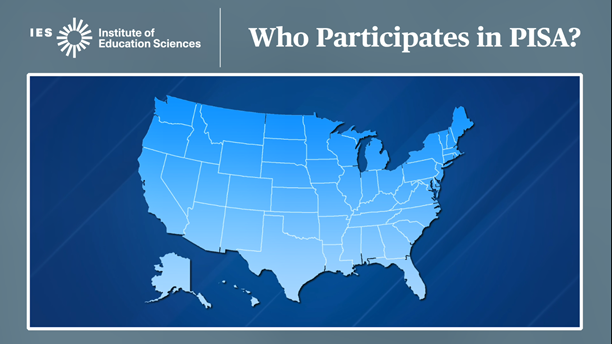 IES
Institute of
Education Sciences
Who Participates in PISA?